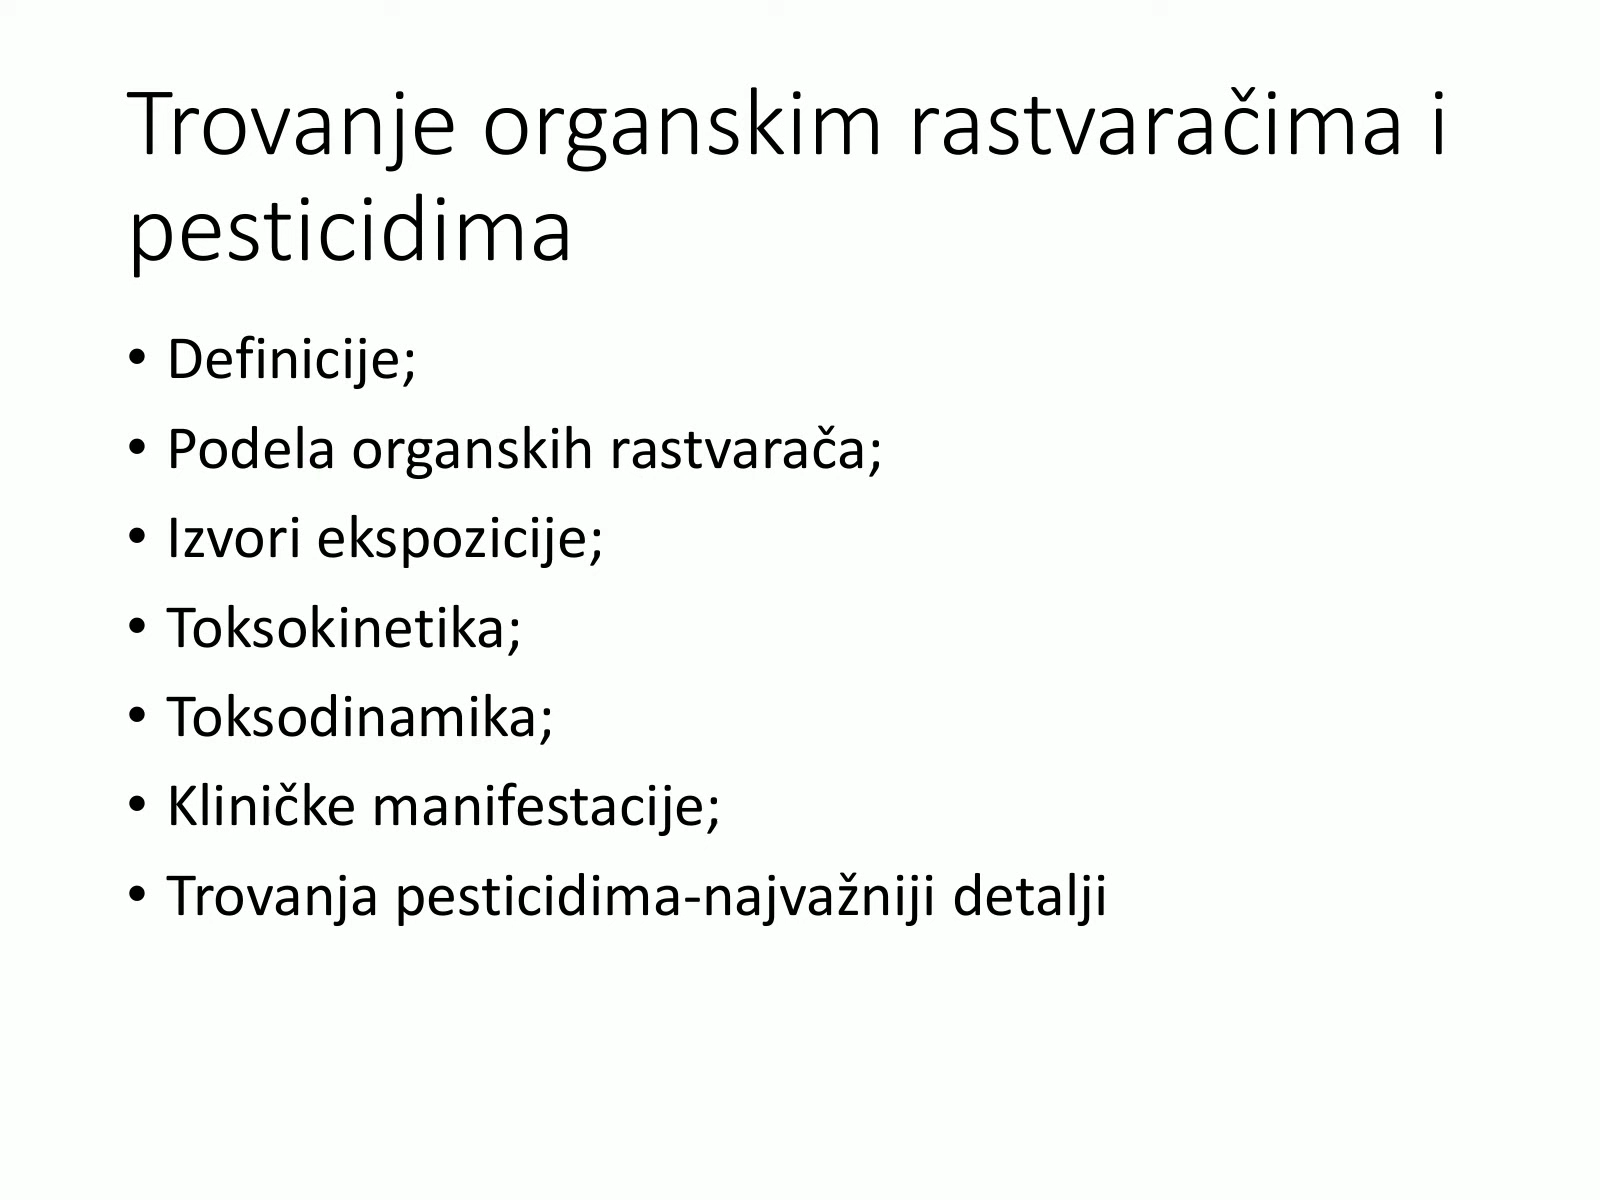 Trovanje organskim rastvaračima i
pesticidima
• Definicije;
• Podela organskih rastvarača;
• Izvori ekspozicije;
• Toksokinetika;
• Toksodinamika;
• Kliničke manifestacije;
• Trovanja pesticidima-najvažniji detalji